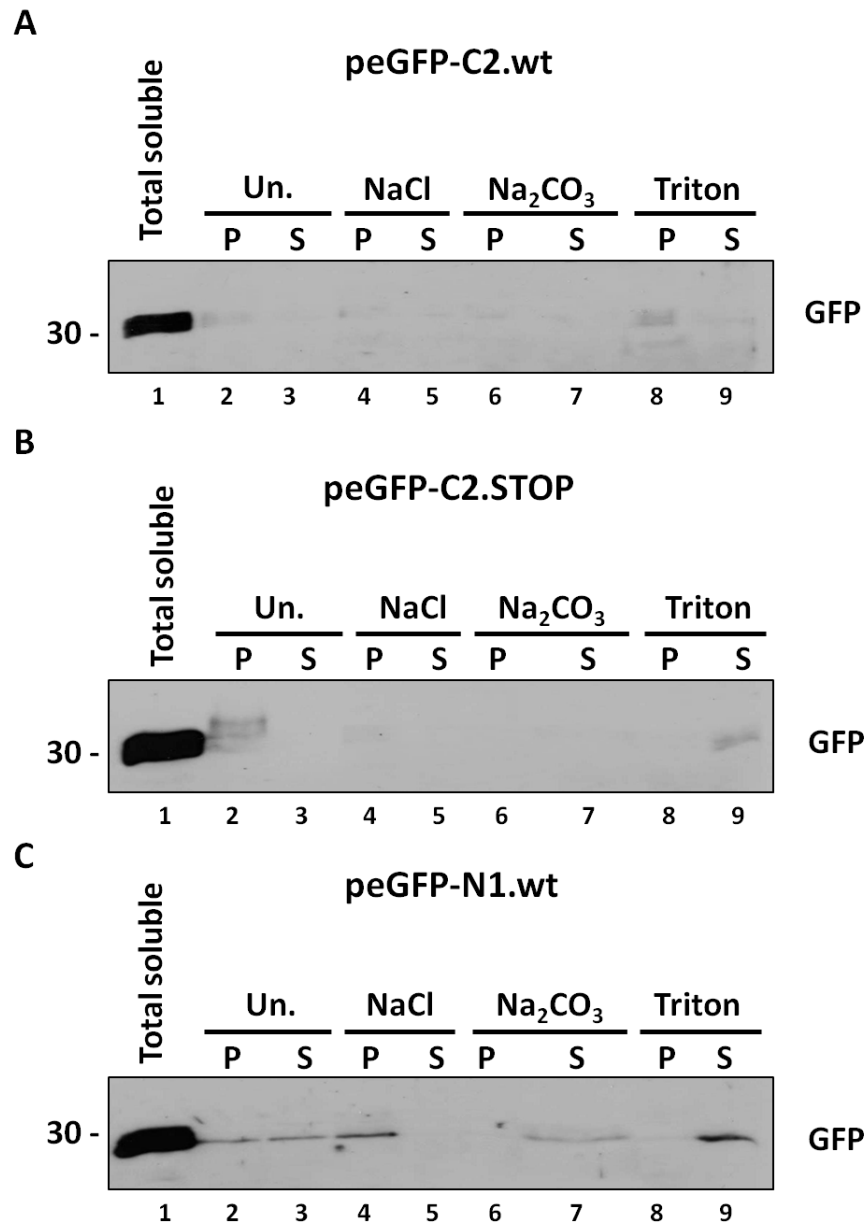 A
peGFP-C2.wt
Total soluble
Un. NaCl Na₂CO₃ Triton
P S P S P S P S
30 -
GFP
1 2 3 4 5 6 7 8 9
B
peGFP-C2.STOP
Total soluble
Un. NaCl Na₂CO₃ Triton
P S P S P S P S
30 -
GFP
1 2 3 4 5 6 7 8 9
C
peGFP-N1.wt
Total soluble
Un. NaCl Na₂CO₃ Triton
P S P S P S P S
30 -
GFP
1 2 3 4 5 6 7 8 9